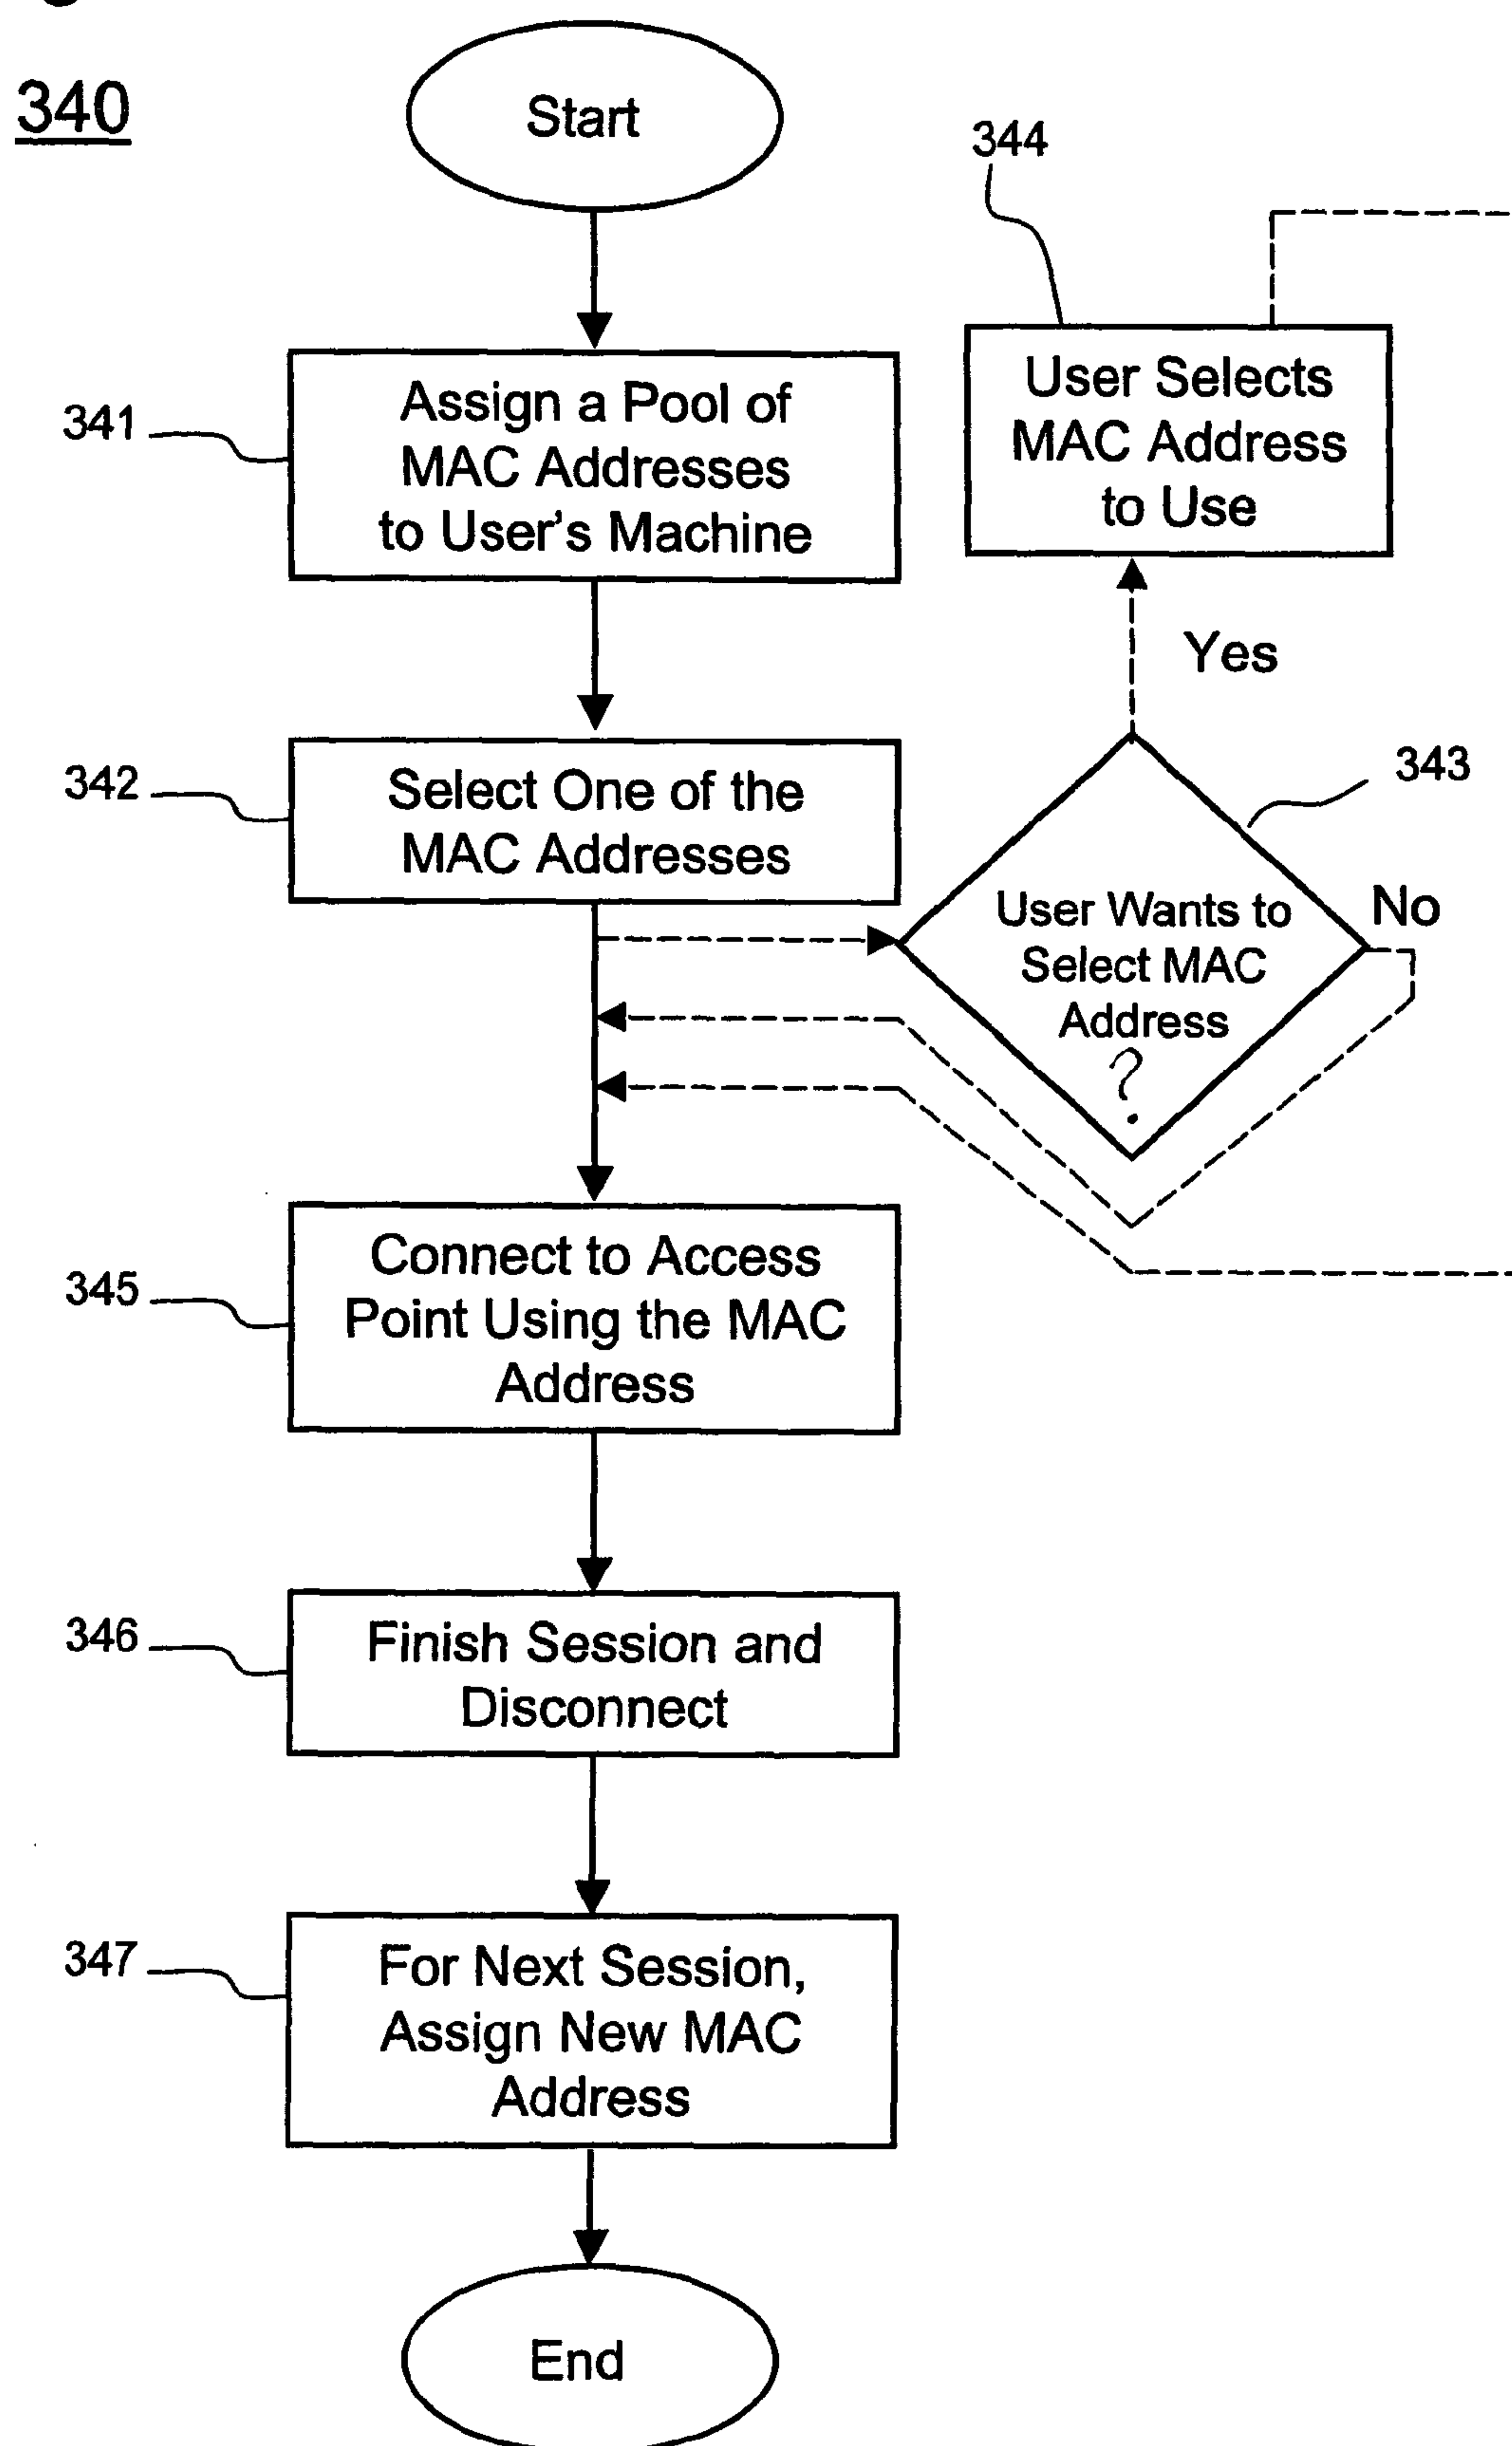 340
Start
344
341
Assign a Pool of
MAC Addresses
to User's Machine
User Selects
MAC Address
to Use
Yes
342
Select One of the
MAC Addresses
343
User Wants to
Select MAC
Address
?
No
345
Connect to Access
Point Using the MAC
Address
346
Finish Session and
Disconnect
347
For Next Session,
Assign New MAC
Address
End